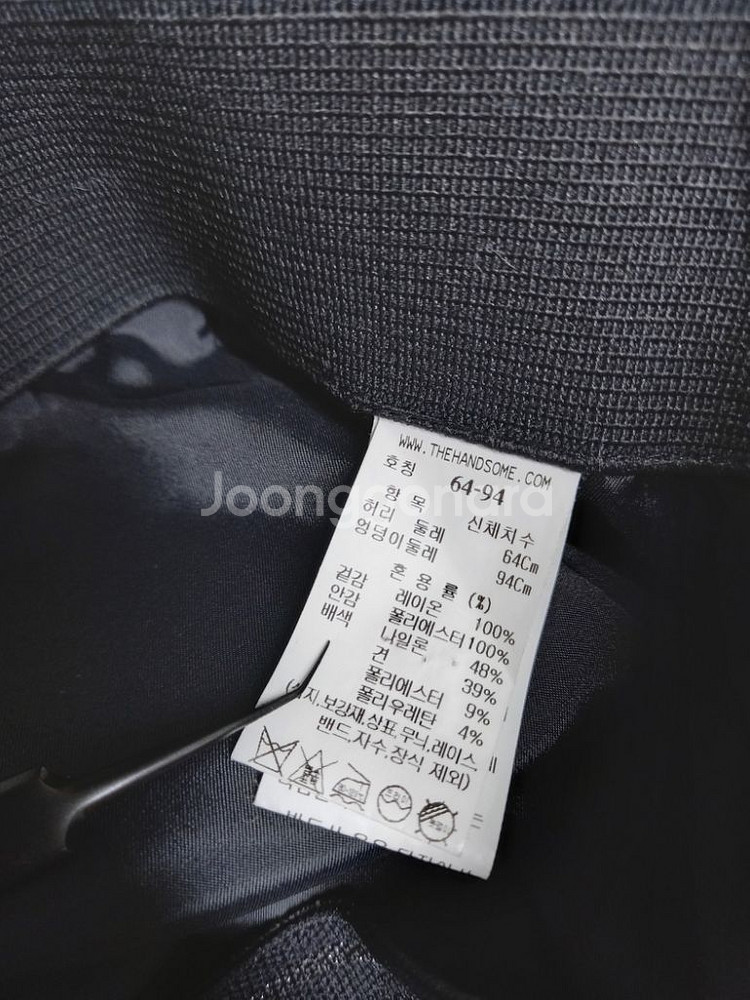 WWW.THEHANDSOME.COM
호칭 64-94
항 목 신체치수
허리 둘레 64Cm
엉덩이둘레 94Cm
혼 용 률 (%)
겉감 레이온 100%
안감 폴리에스터100%
배색 나일론 48%
견 39%
폴리에스터 9%
폴리우레탄 4%
지,보강재,상표,무늬,레이스
밴드,자수,장식 제외)
Joonggonara